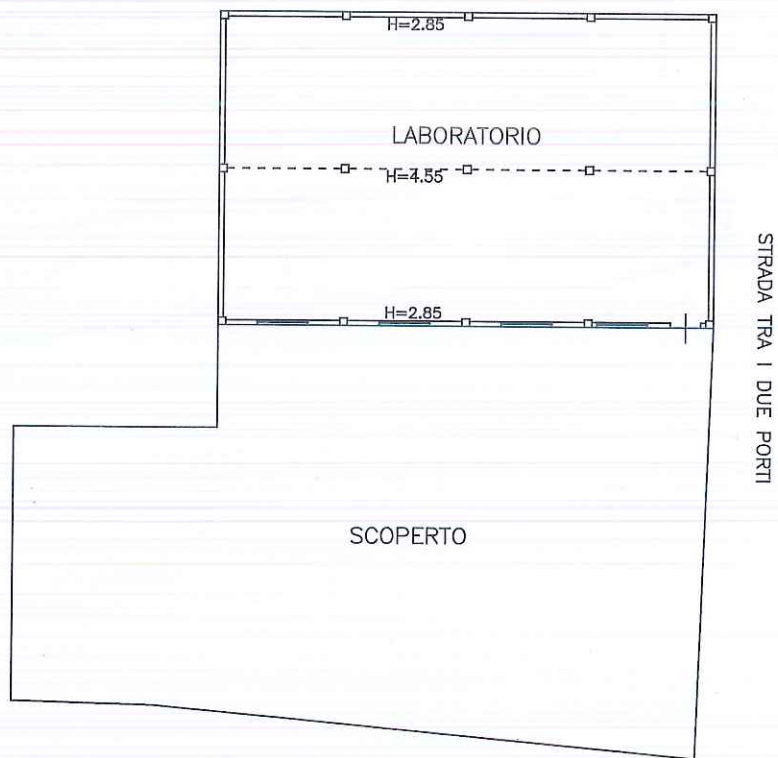 H=2.85
LABORATORIO
H=4.55
H=2.85
STRADA TRA I DUE PORTI
SCOPERTO